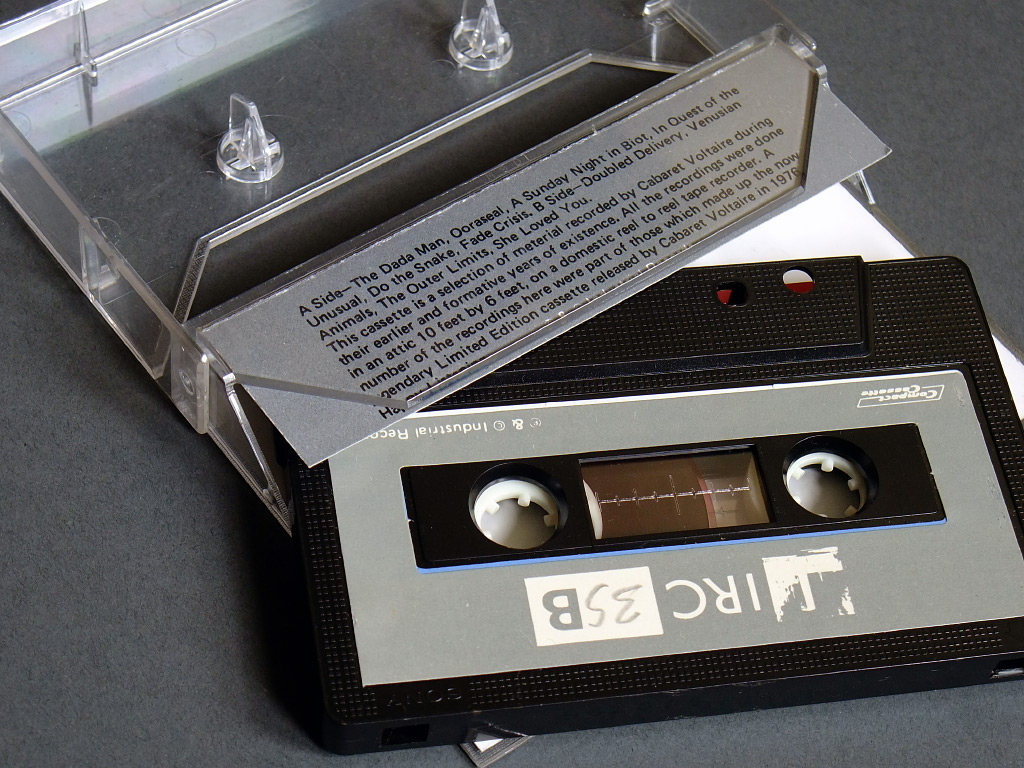 A Side—The Dada Man, Ooraseal, A Sunday Night in Biot, In Quest of the
Unusual, Do the Snake, Fade Crisis. B Side—Doubled Delivery, Venusian
Animals, The Outer Limits, She Loved You.
This cassette is a selection of material recorded by Cabaret Voltaire during
their earlier and formative years of existence. All the recordings were done
in an attic 10 feet by 6 feet, on a domestic reel to reel tape recorder. A
number of the recordings here were part of those which made up the now
gendary Limited Edition cassette released by Cabaret Voltaire in 1976
Compact
Cassette
℗ & © Industrial Reco
IRC
35
B